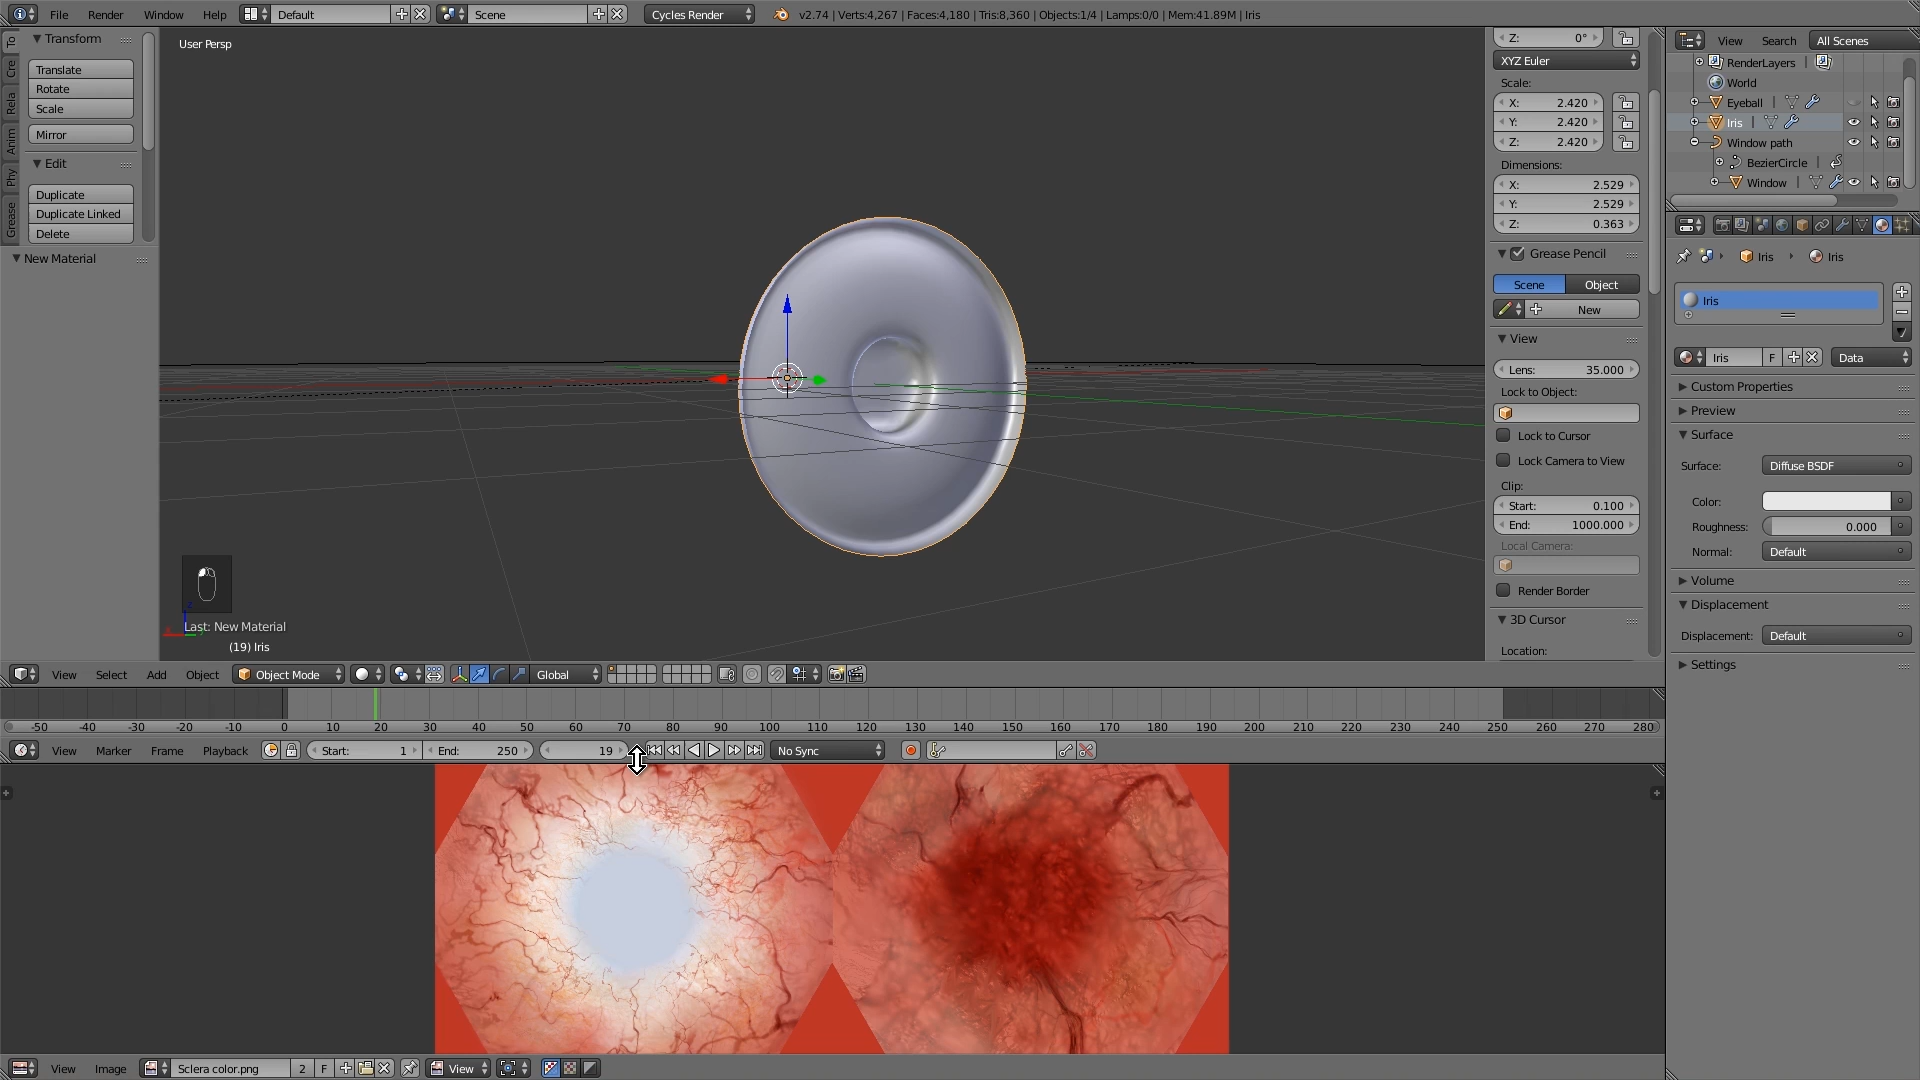 File Render Window Help Default Scene Cycles Render v2.74 | Verts:4,267 | Faces:4,180 | Tris:8,360 | Objects:1/4 | Lamps:0/0 | Mem:41.89M | Iris
To
Cre
Rela
Anim
Phy
Grease
Transform
Translate
Rotate
Scale
Mirror
Edit
Duplicate
Duplicate Linked
Delete
New Material
User Persp
Last: New Material
(19) Iris
Z: 0°
XYZ Euler
Scale:
X: 2.420
Y: 2.420
Z: 2.420
Dimensions:
X: 2.529
Y: 2.529
Z: 0.363
Grease Pencil
Scene Object
New
View
Lens: 35.000
Lock to Object:
Lock to Cursor
Lock Camera to View
Clip:
Start: 0.100
End: 1000.000
Local Camera:
Render Border
3D Cursor
Location:
View Search All Scenes
RenderLayers
World
Eyeball
Iris
Window path
BezierCircle
Window
Iris Iris
Iris
Iris F Data
Custom Properties
Preview
Surface
Surface: Diffuse BSDF
Color:
Roughness: 0.000
Normal: Default
Volume
Displacement
Displacement: Default
Settings
View Select Add Object Object Mode Global
-50 -40 -30 -20 -10 0 10 20 30 40 50 60 70 80 90 100 110 120 130 140 150 160 170 180 190 200 210 220 230 240 250 260 270 280
View Marker Frame Playback Start: 1 End: 250 19 No Sync
View Image Sclera color.png 2 F View